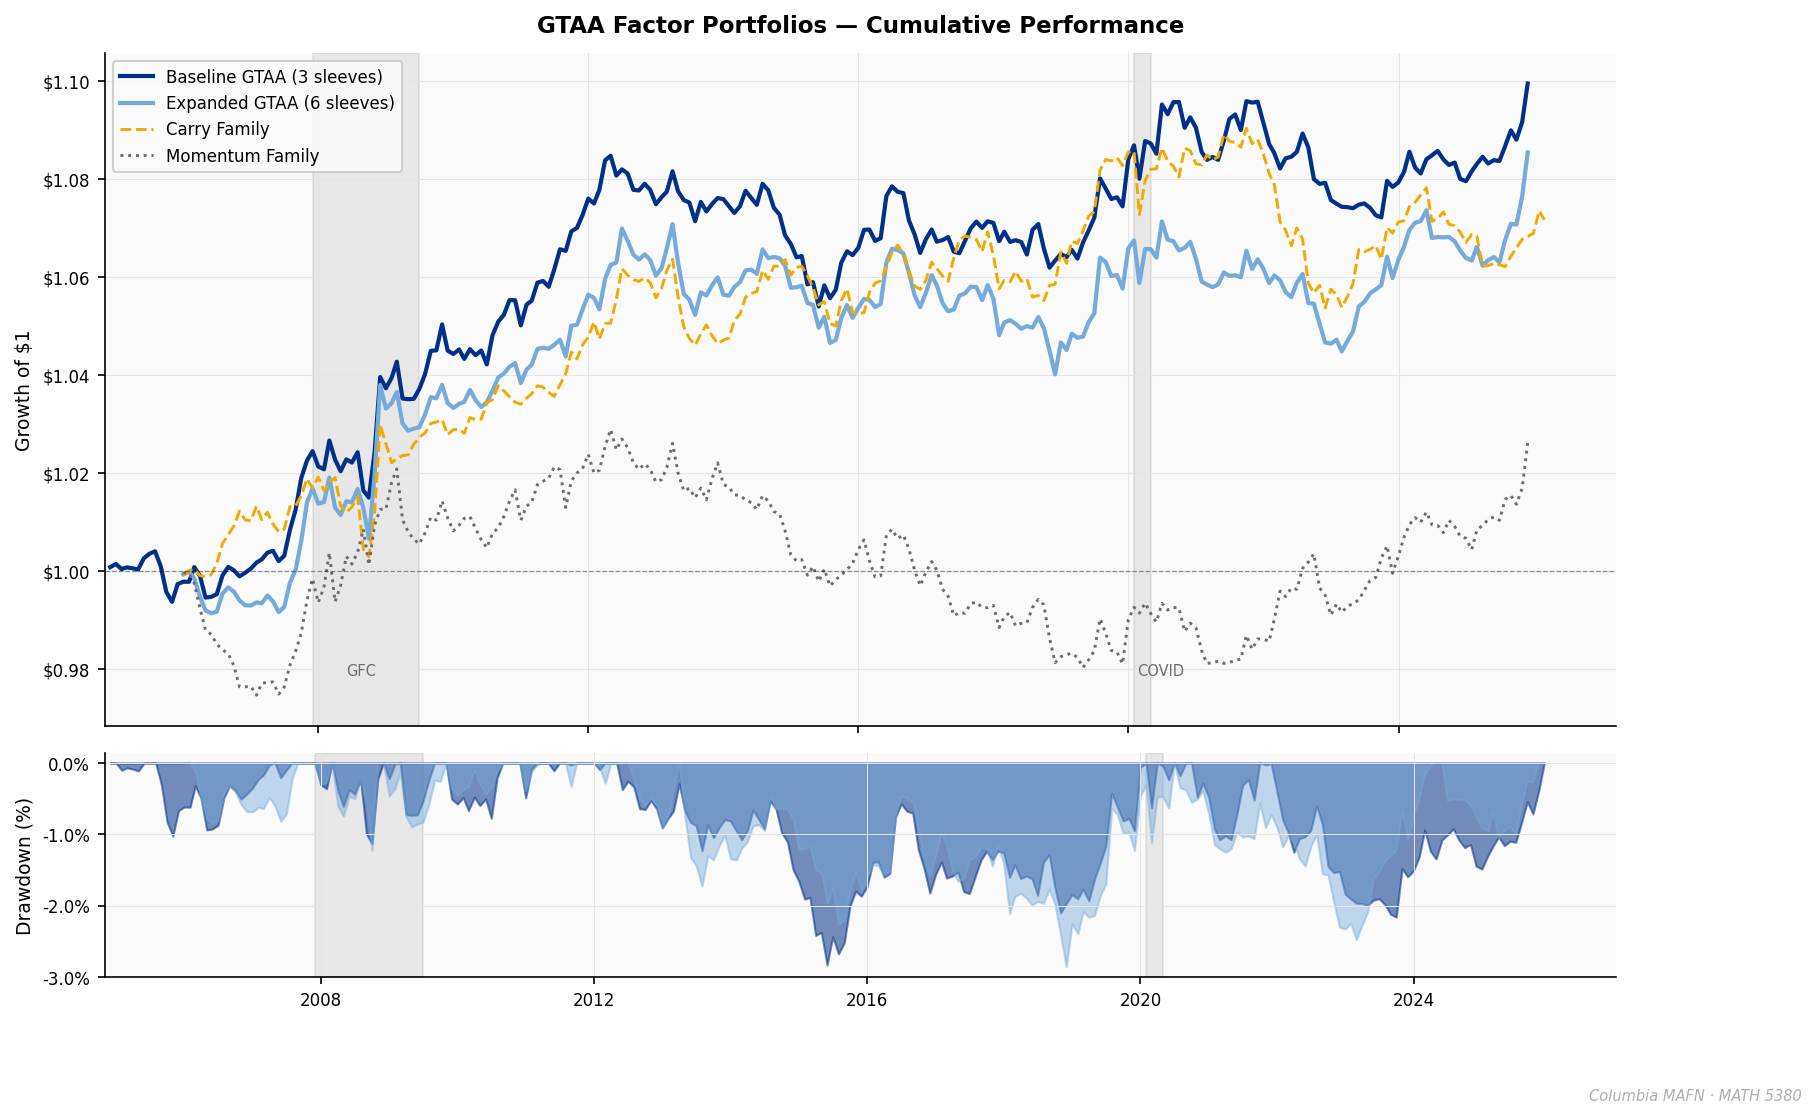 GTAA Factor Portfolios — Cumulative Performance
Baseline GTAA (3 sleeves)
Expanded GTAA (6 sleeves)
Carry Family
Momentum Family
$1.10
$1.08
$1.06
$1.04
$1.02
$1.00
$0.98
Growth of $1
GFC
COVID
0.0%
-1.0%
-2.0%
-3.0%
Drawdown (%)
2008
2012
2016
2020
2024
Columbia MAFN · MATH 5380